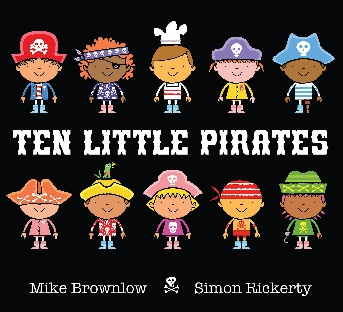 TEN LITTLE PIRATES
Mike Brownlow
Simon Rickerty